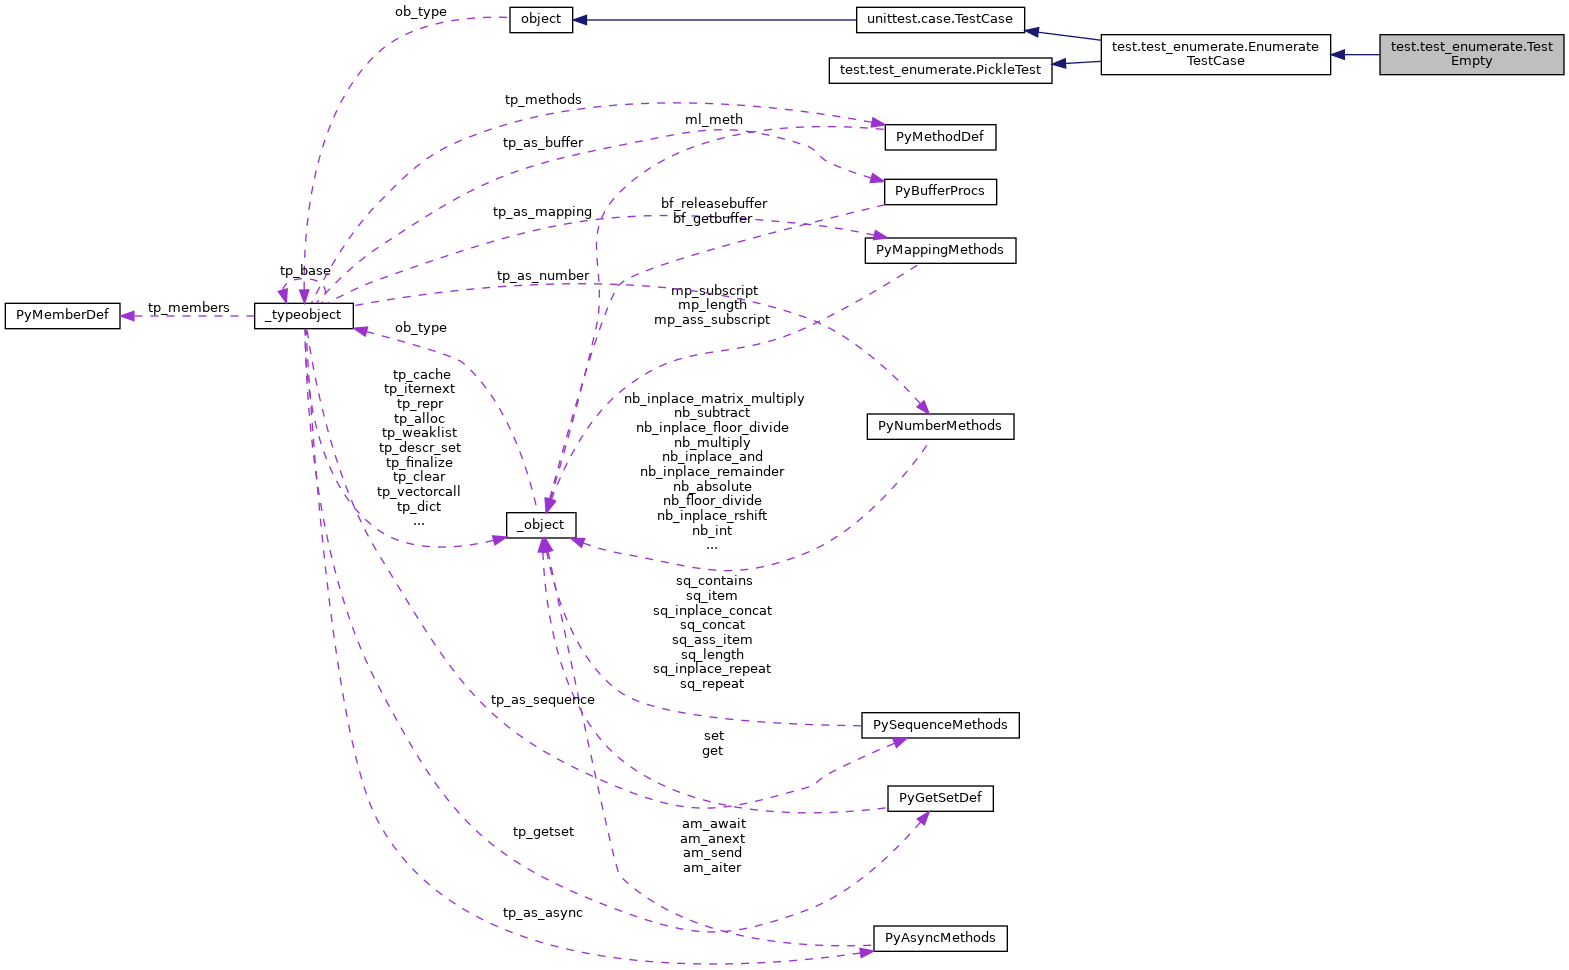 ob_type
object
unittest.case.TestCase
test.test_enumerate.Enumerate
TestCase
test.test_enumerate.Test
Empty
test.test_enumerate.PickleTest
tp_methods
ml_meth
PyMethodDef
tp_as_buffer
PyBufferProcs
tp_as_mapping
bf_releasebuffer
bf_getbuffer
PyMappingMethods
tp_base
tp_as_number
mp_subscript
mp_length
mp_ass_subscript
PyMemberDef
tp_members
_typeobject
ob_type
tp_cache
tp_iternext
tp_repr
tp_alloc
tp_weaklist
tp_descr_set
tp_finalize
tp_clear
tp_vectorcall
tp_dict
...
nb_inplace_matrix_multiply
nb_subtract
nb_inplace_floor_divide
nb_multiply
nb_inplace_and
nb_inplace_remainder
nb_absolute
nb_floor_divide
nb_inplace_rshift
nb_int
...
PyNumberMethods
_object
sq_contains
sq_item
sq_inplace_concat
sq_concat
sq_ass_item
sq_length
sq_inplace_repeat
sq_repeat
tp_as_sequence
PySequenceMethods
set
get
PyGetSetDef
tp_getset
am_await
am_anext
am_send
am_aiter
tp_as_async
PyAsyncMethods